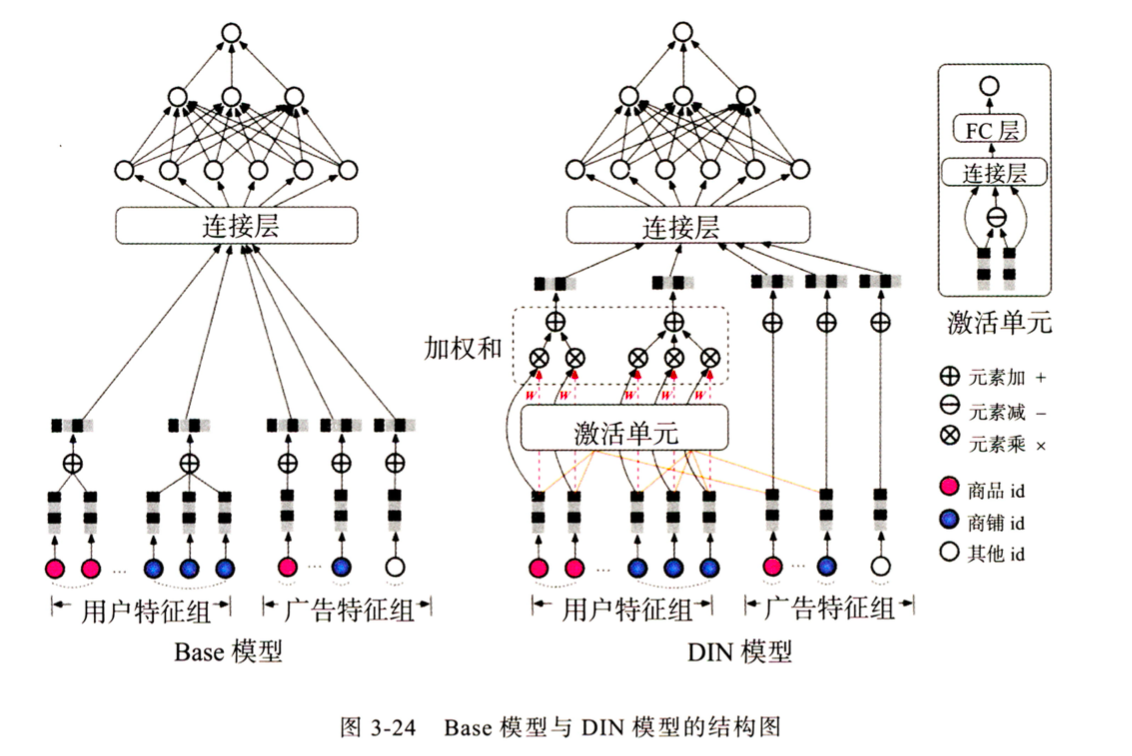 连接层
用户特征组
广告特征组
Base 模型
连接层
加权和
w w w w w
激活单元
用户特征组
广告特征组
DIN 模型
FC 层
连接层
激活单元
元素加 +
元素减 −
元素乘 ×
商品 id
商铺 id
其他 id
图 3-24 Base 模型与 DIN 模型的结构图